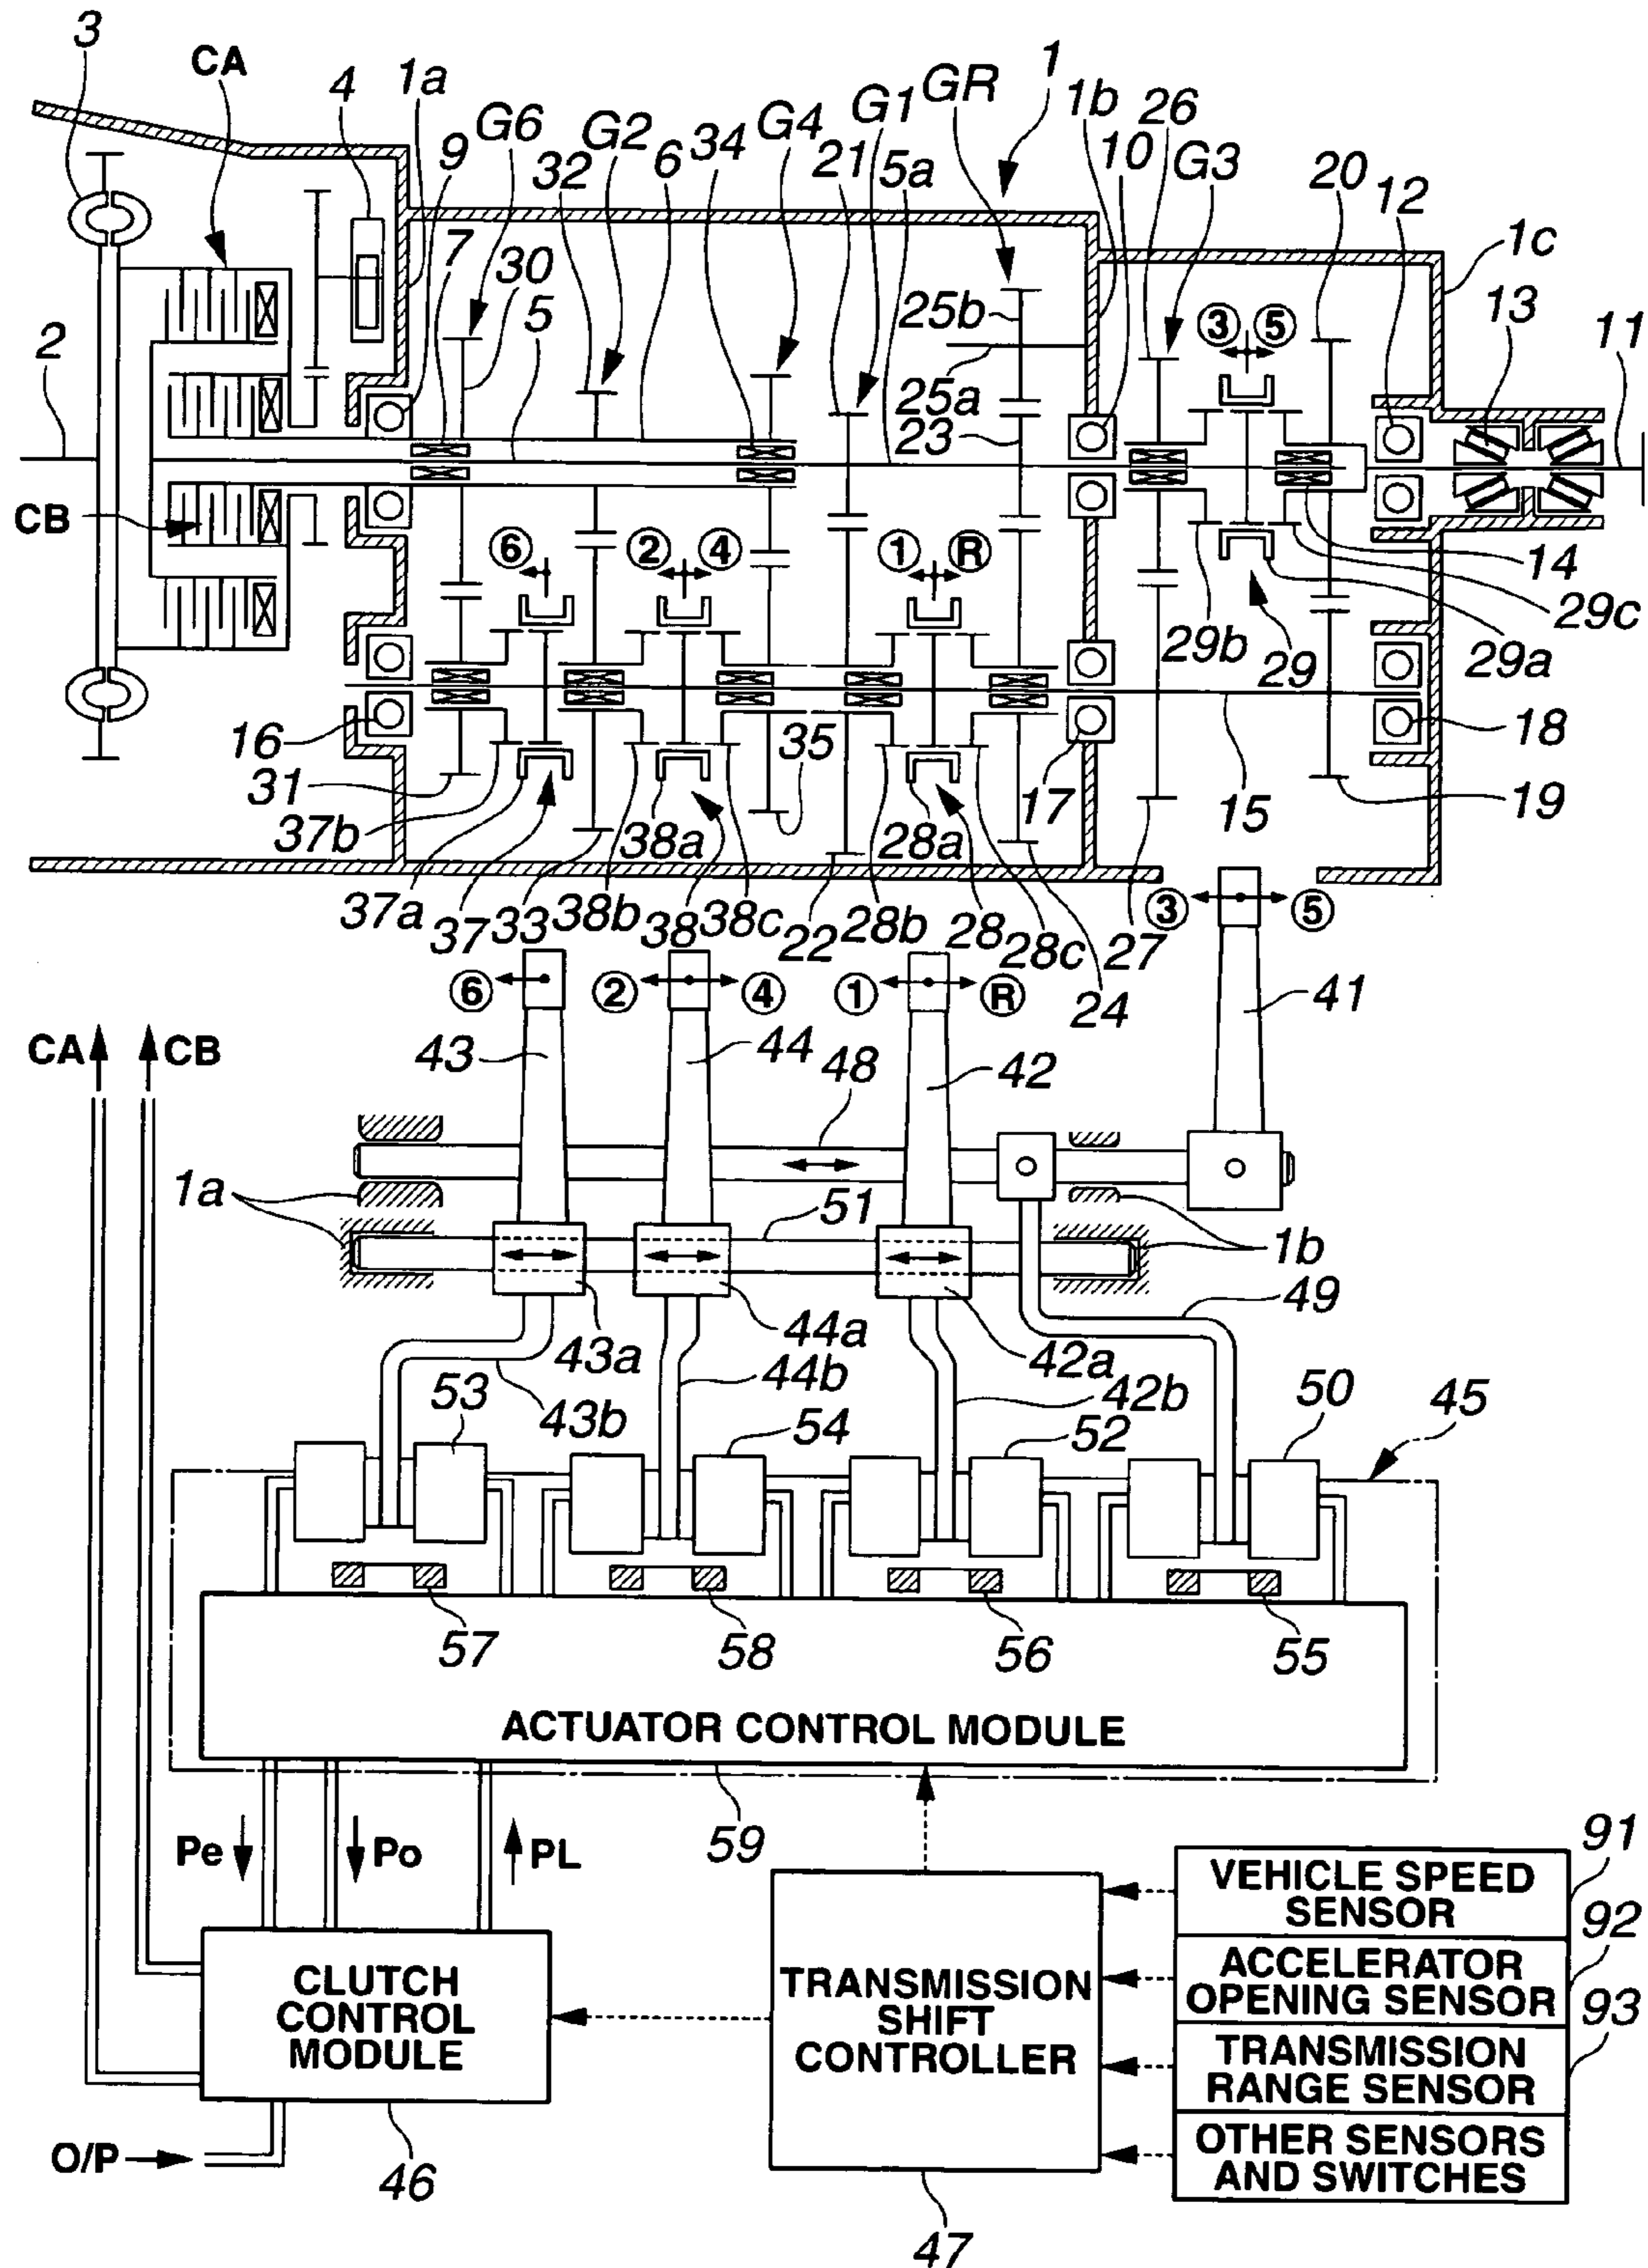 3
CA
4
1a
9
G6
32
G2
6
34
G4
21
G1
5a
GR
1
1b
10
26
G3
20
12
1c
13
11
2
7
30
5
25b
25a
23
3
5
CB
6
2
4
1
R
14
29c
29b
29
29a
16
31
37b
37a
37
33
38b
38a
38
38c
35
22
28b
28a
28
28c
17
24
27
15
18
19
3
5
6
2
4
1
R
CA
CB
43
44
48
42
41
1a
51
1b
49
43a
44a
42a
43b
44b
42b
53
54
52
50
45
57
58
56
55
ACTUATOR CONTROL MODULE
59
Pe
Po
PL
CLUTCH
CONTROL
MODULE
46
O/P
TRANSMISSION
SHIFT
CONTROLLER
47
VEHICLE SPEED
SENSOR
91
ACCELERATOR
OPENING SENSOR
92
TRANSMISSION
RANGE SENSOR
93
OTHER SENSORS
AND SWITCHES